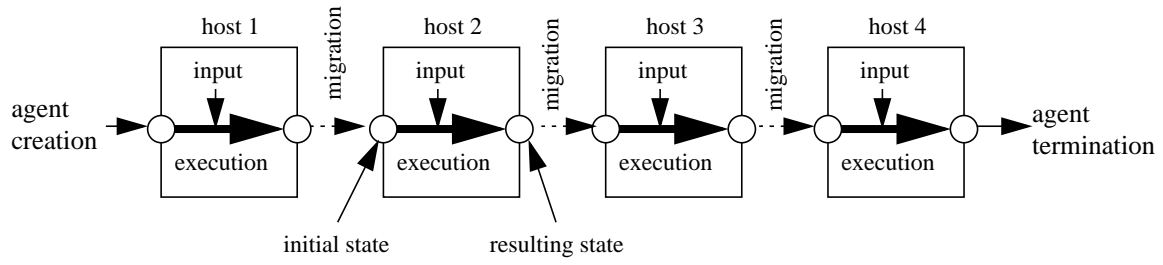 host 1
host 2
host 3
host 4
migration
migration
migration
input
input
input
input
agent
creation
execution
execution
execution
execution
agent
termination
initial state
resulting state